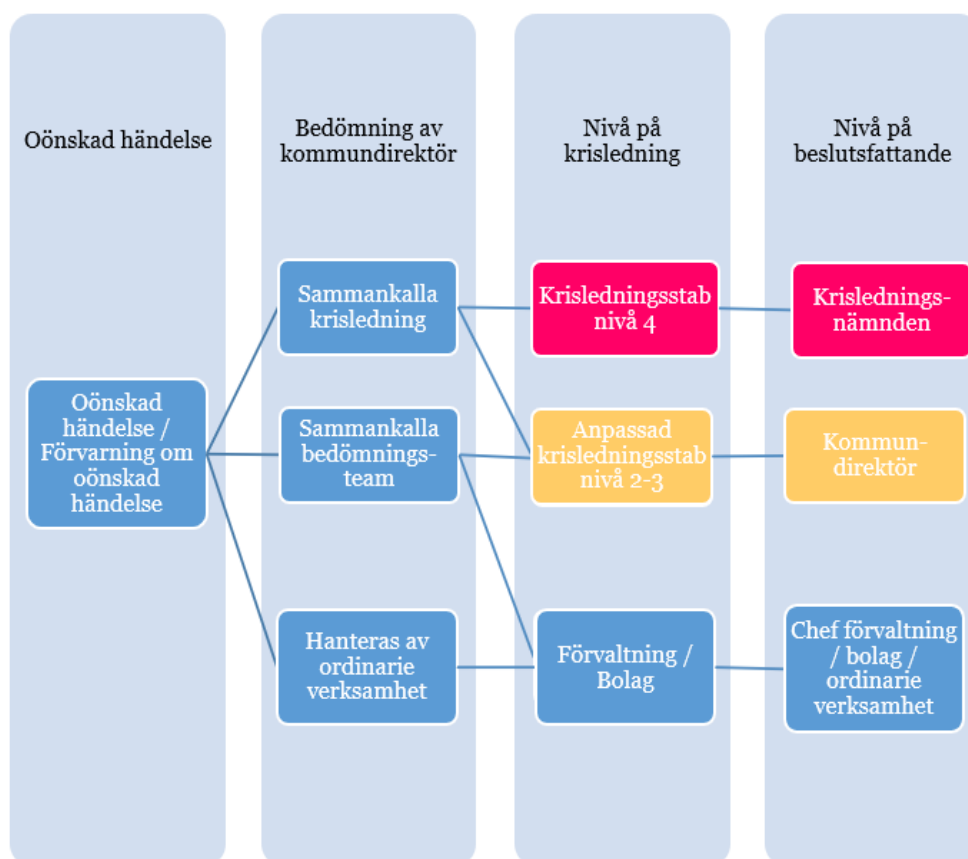 Oönskad händelse
Bedömning av
kommundirektör
Nivå på
krisledning
Nivå på
beslutsfattande
Oönskad
händelse /
Förvarning om
oönskad
händelse
Sammankalla
krisledning
Sammankalla
bedömnings-
team
Hanteras av
ordinarie
verksamhet
Krisledningsstab
nivå 4
Anpassad
krisledningsstab
nivå 2-3
Förvaltning /
Bolag
Krislednings-
nämnden
Kommun-
direktör
Chef förvaltning
/ bolag /
ordinarie
verksamhet